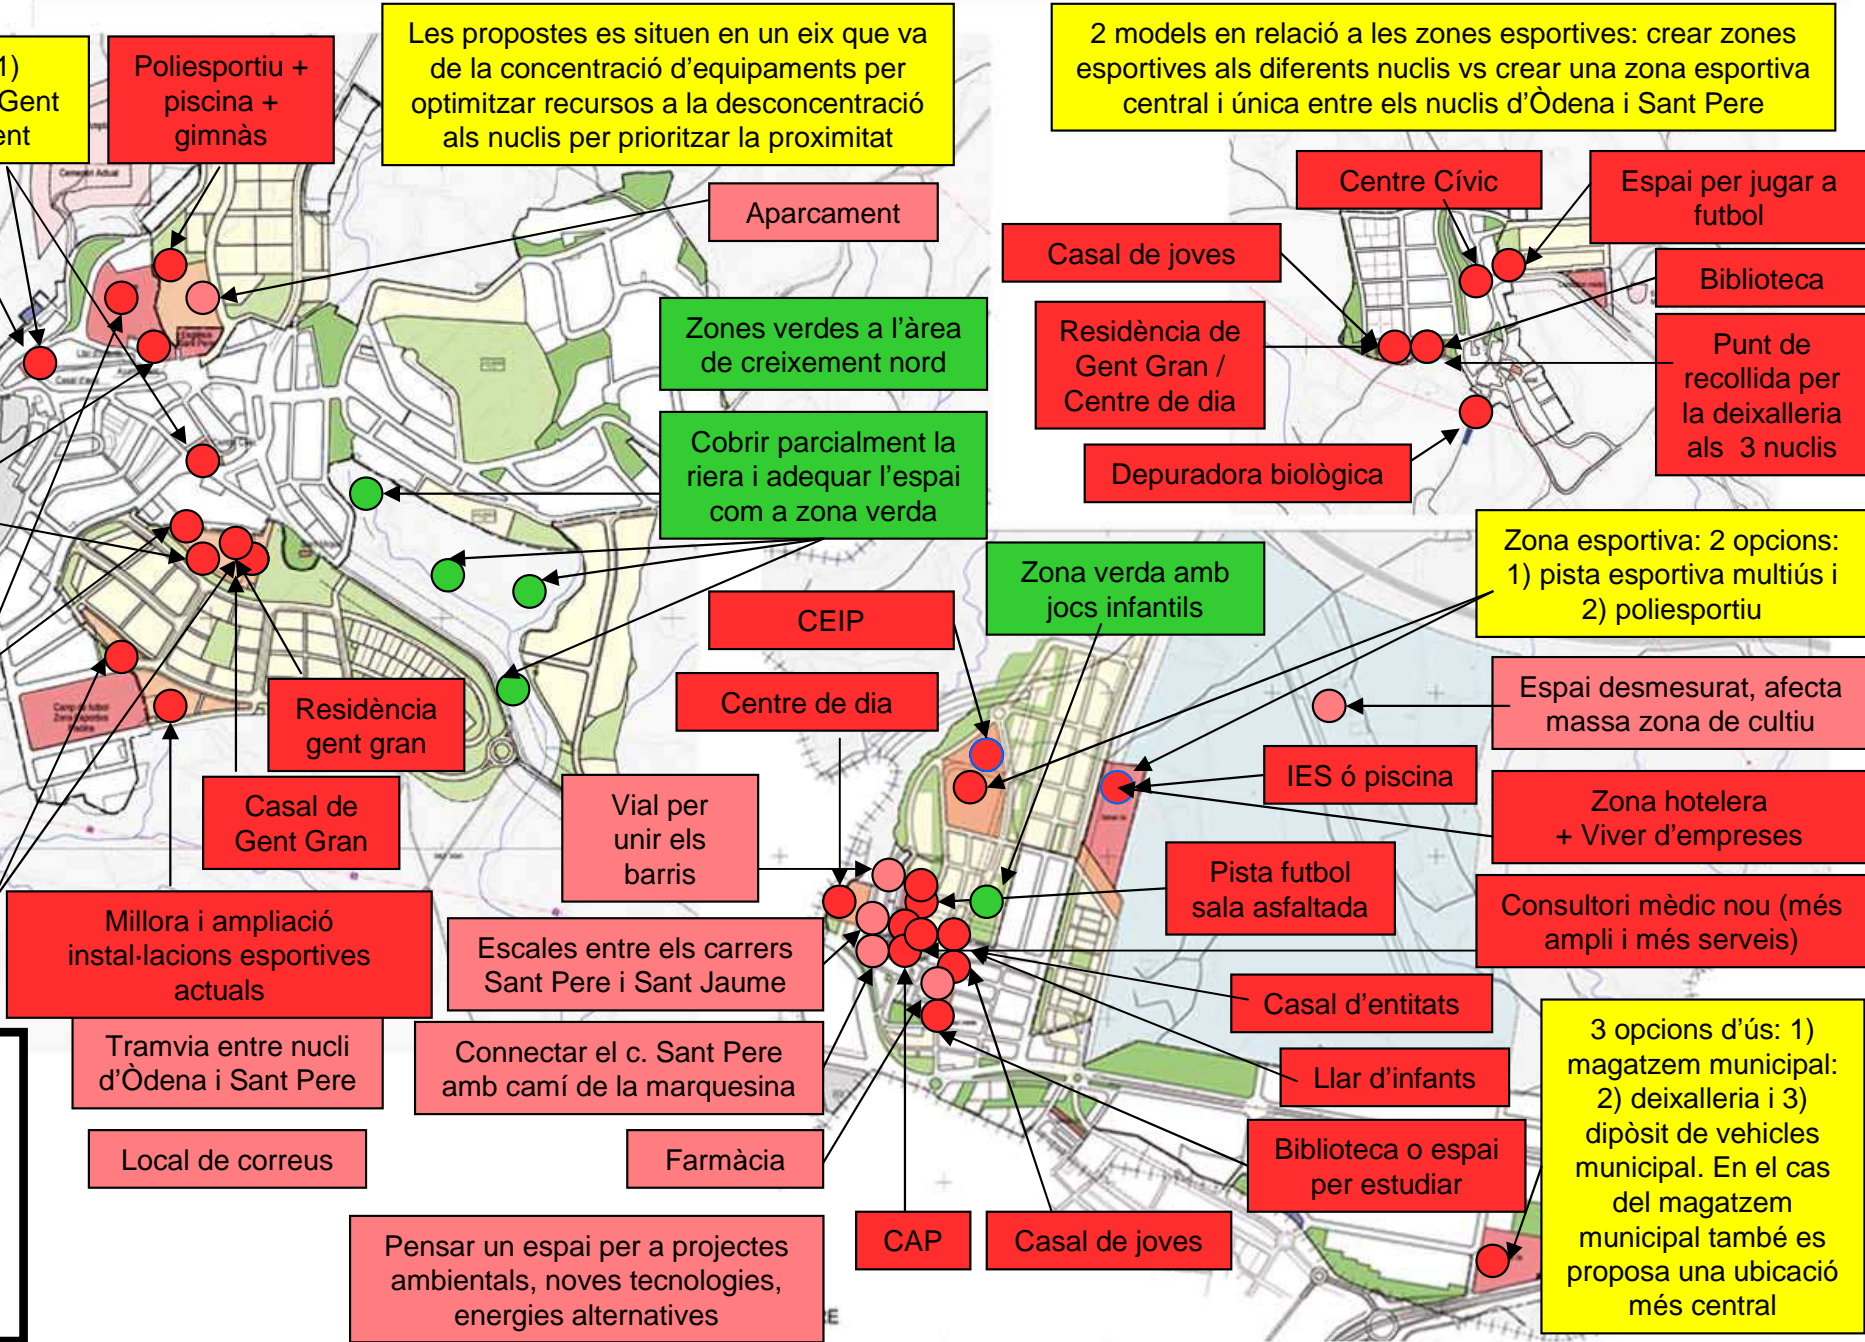 1)
Gent
ent
Poliesportiu +
piscina +
gimnàs
Les propostes es situen en un eix que va
de la concentració d'equipaments per
optimitzar recursos a la desconcentració
als nuclis per prioritzar la proximitat
2 models en relació a les zones esportives: crear zones
esportives als diferents nuclis vs crear una zona esportiva
central i única entre els nuclis d'Òdena i Sant Pere
Aparcament
Centre Cívic
Espai per jugar a
futbol
Casal de joves
Biblioteca
Zones verdes a l'àrea
de creixement nord
Residència de
Gent Gran /
Centre de dia
Punt de
recollida per
la deixalleria
als 3 nuclis
Cobrir parcialment la
riera i adequar l'espai
com a zona verda
Depuradora biològica
Cementiri Actual
Zona esportiva: 2 opcions:
1) pista esportiva multiús i
2) poliesportiu
Zona verda amb
jocs infantils
CEIP
Centre de dia
Espai desmesurat, afecta
massa zona de cultiu
Residència
gent gran
Camp de futbol
Zona Esportiva
Piscina
IES ó piscina
Casal de
Gent Gran
Vial per
unir els
barris
Zona hotelera
+ Viver d'empreses
Pista futbol
sala asfaltada
Millora i ampliació
instal·lacions esportives
actuals
Escales entre els carrers
Sant Pere i Sant Jaume
Consultori mèdic nou (més
ampli i més serveis)
Casal d'entitats
Tramvia entre nucli
d'Òdena i Sant Pere
Connectar el c. Sant Pere
amb camí de la marquesina
Llar d'infants
3 opcions d'ús: 1)
magatzem municipal:
2) deixalleria i 3)
dipòsit de vehicles
municipal. En el cas
del magatzem
municipal també es
proposa una ubicació
més central
Local de correus
Farmàcia
Biblioteca o espai
per estudiar
Pensar un espai per a projectes
ambientals, noves tecnologies,
energies alternatives
CAP
Casal de joves
RE